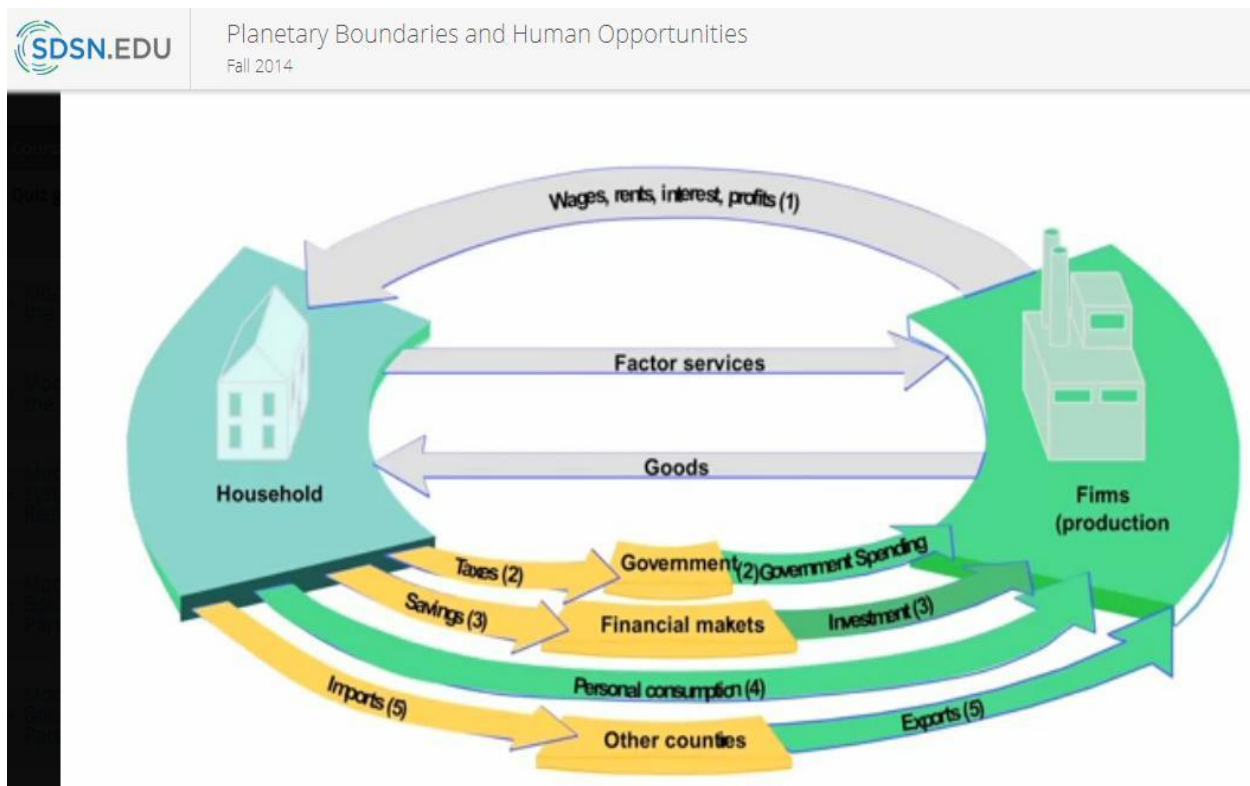 SDSN.EDU
Planetary Boundaries and Human Opportunities
Fall 2014
Wages, rents, interest, profits (1)
Factor services
Goods
Household
Firms
(production
Taxes (2)
Government
(2)Government Spending
Savings (3)
Financial makets
Investment (3)
Personal consumption (4)
Imports (5)
Other counties
Exports (5)